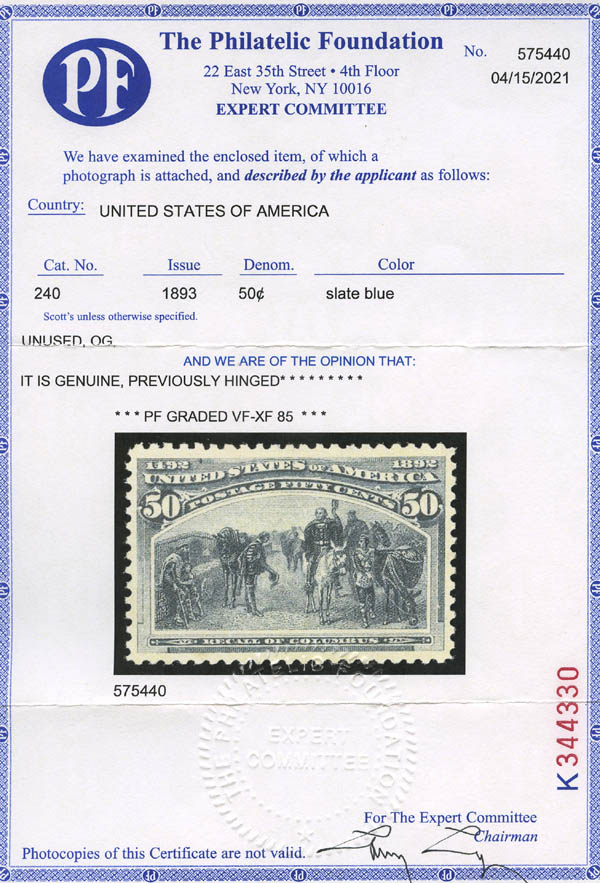 PF
The Philatelic Foundation
22 East 35th Street • 4th Floor
New York, NY 10016
EXPERT COMMITTEE
No. 575440
04/15/2021
We have examined the enclosed item, of which a
photograph is attached, and described by the applicant as follows:
Country: UNITED STATES OF AMERICA
Cat. No. Issue Denom. Color
240 1893 50¢ slate blue
Scott's unless otherwise specified.
UNUSED, OG,
AND WE ARE OF THE OPINION THAT:
IT IS GENUINE, PREVIOUSLY HINGED* * * * * * * * *
* * * PF GRADED VF-XF 85 * * *
1492 1892
UNITED STATES OF AMERICA
POSTAGE FIFTY CENTS
50 50
RECALL OF COLUMBUS
575440
THE PHILATELIC FOUNDATION
EXPERT
COMMITTEE
K344330
For The Expert Committee
Chairman
Photocopies of this Certificate are not valid.